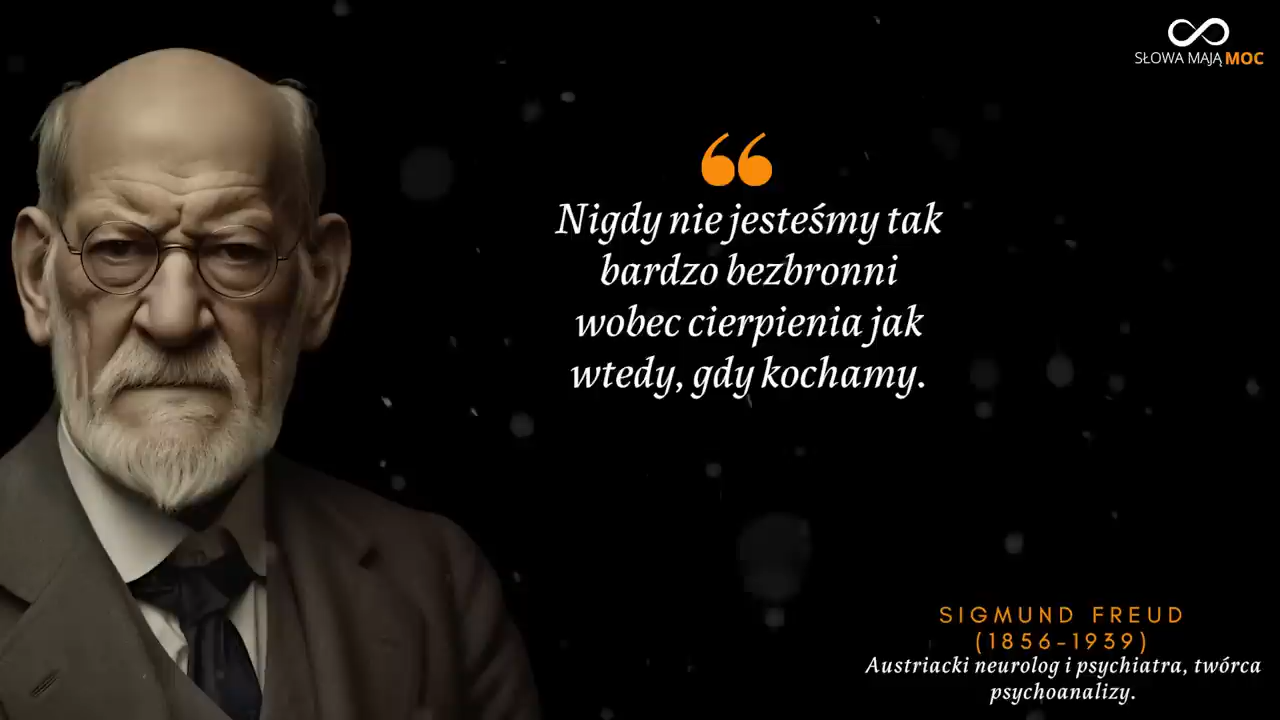 SŁOWA MAJĄ MOC
Nigdy nie jesteśmy tak
bardzo bezbronni
wobec cierpienia jak
wtedy, gdy kochamy.
SIGMUND FREUD
(1856-1939)
Austriacki neurolog i psychiatra, twórca
psychoanalizy.